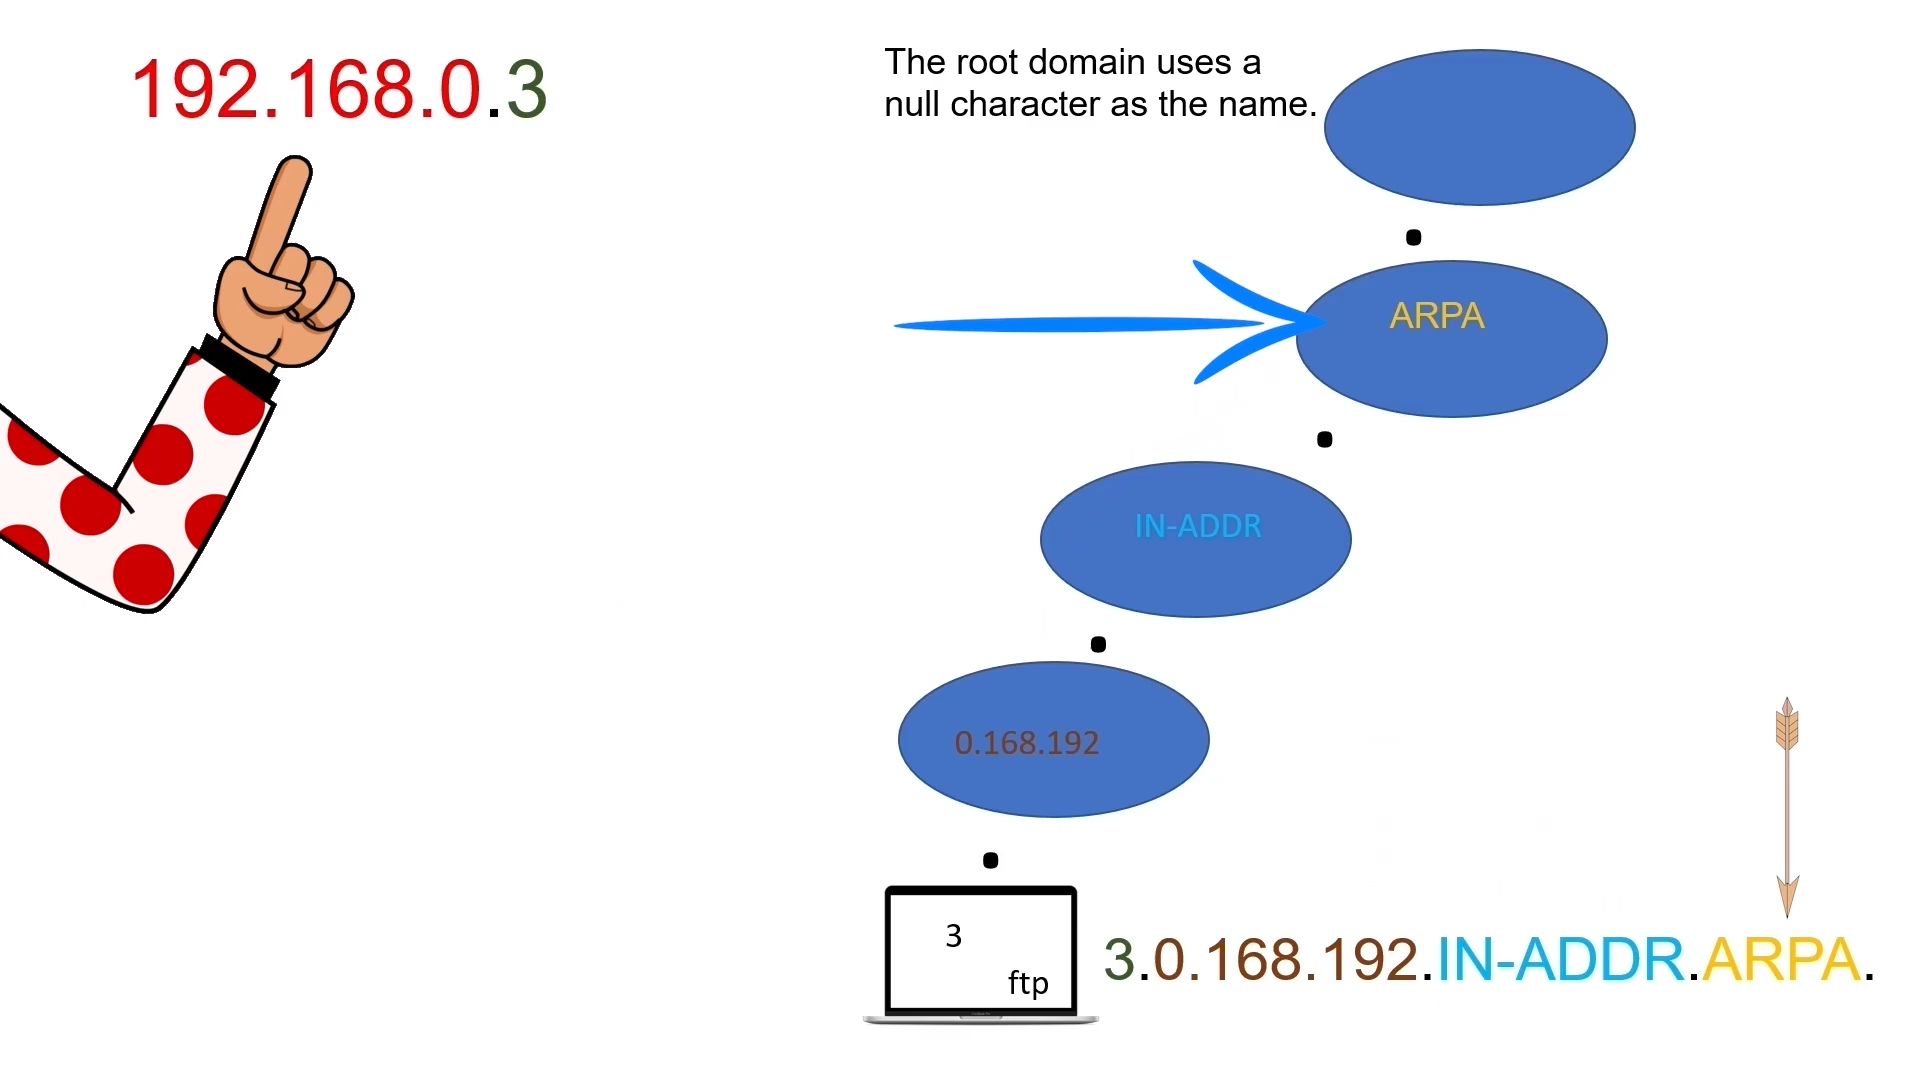 192.168.0.3
The root domain uses a
null character as the name.
.
ARPA
.
IN-ADDR
.
0.168.192
.
3
ftp
3.0.168.192.IN-ADDR.ARPA.